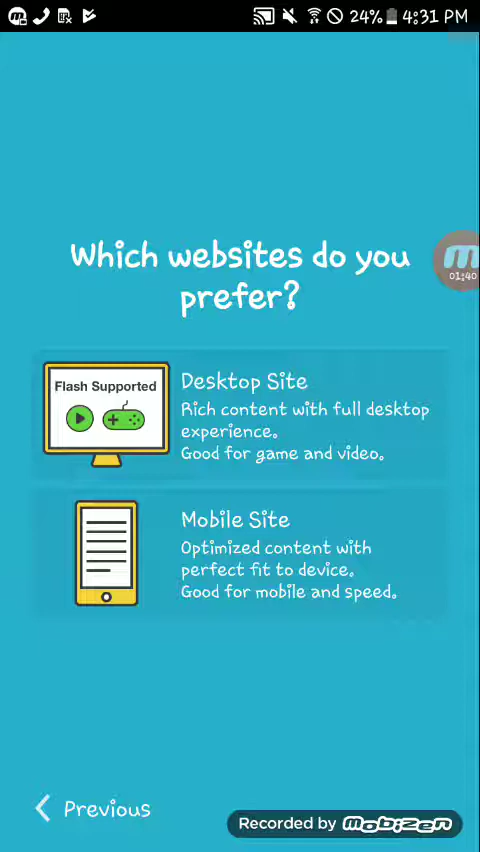 24% 4:31 PM
Which websites do you
prefer?
01:40
Flash Supported
Desktop Site
Rich content with full desktop
experience.
Good for game and video.
Mobile Site
Optimized content with
perfect fit to device.
Good for mobile and speed.
Previous
Recorded by mobizen